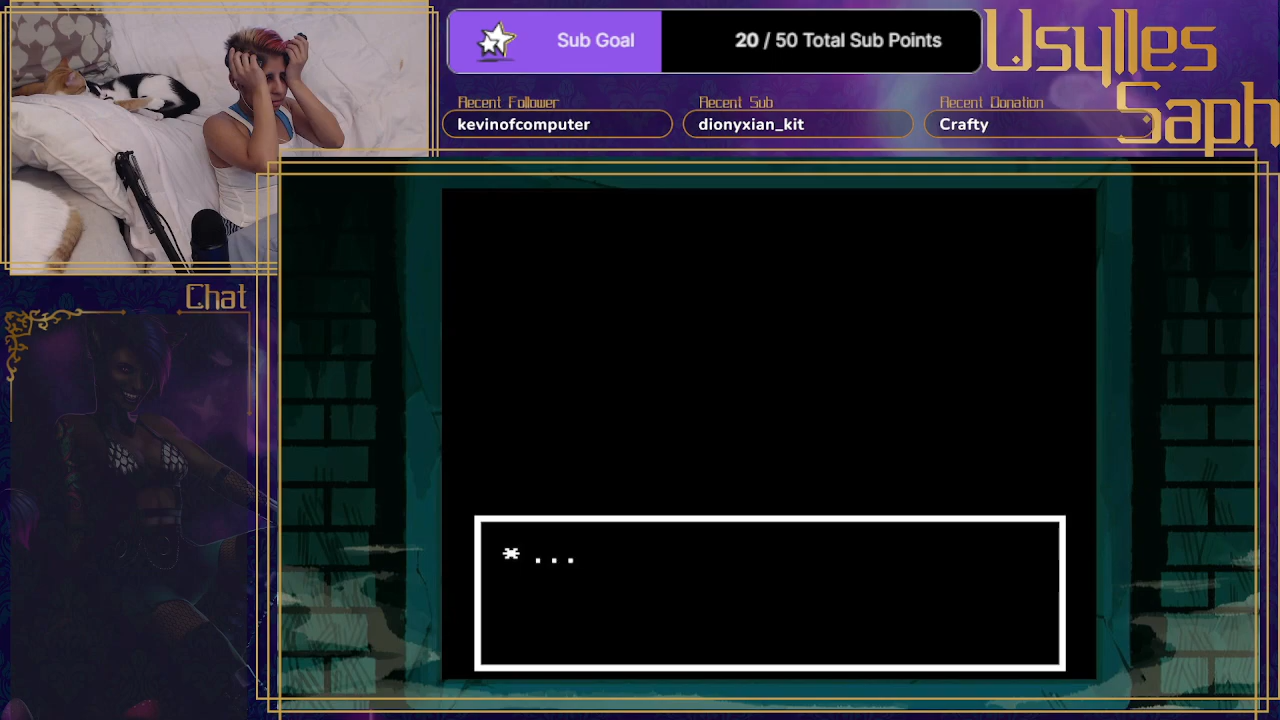 Sub Goal
20 / 50 Total Sub Points
Usylles
Saph
Recent Follower
kevinofcomputer
Recent Sub
dionyxian_kit
Recent Donation
Crafty
Chat
* ...